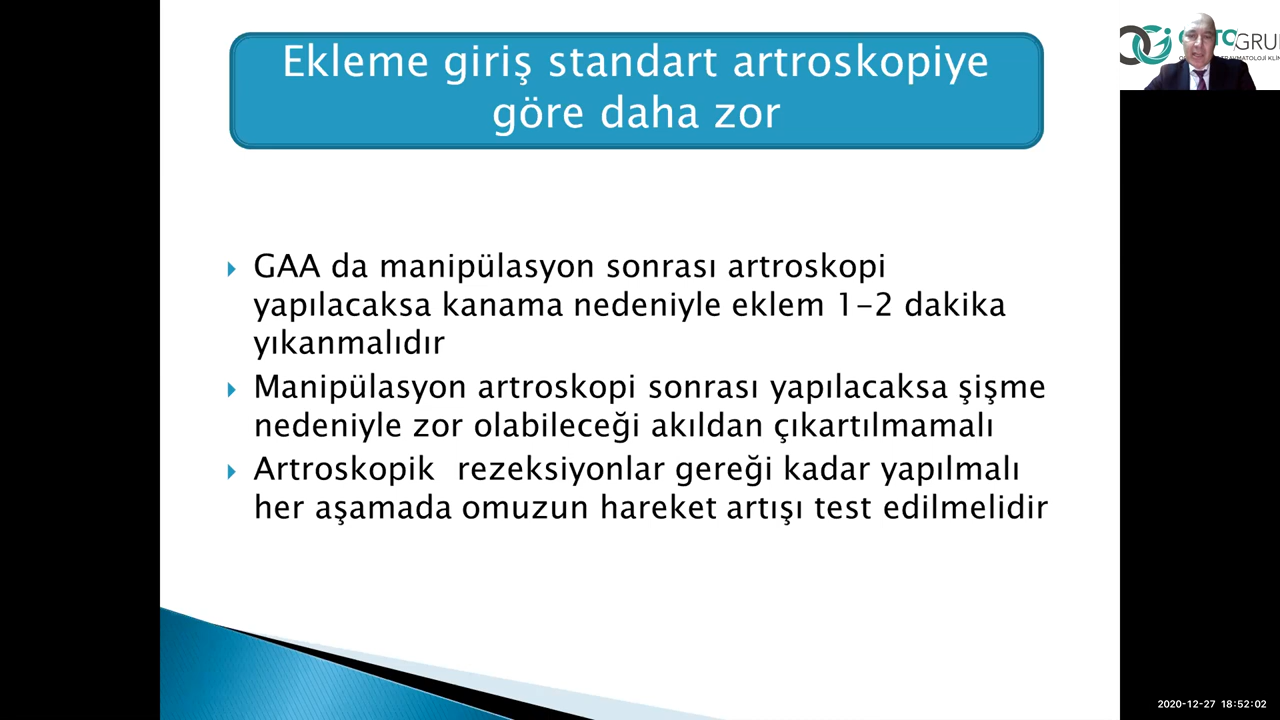 Ekleme giriş standart artroskopiye
göre daha zor
GAA da manipülasyon sonrası artroskopi
yapılacaksa kanama nedeniyle eklem 1-2 dakika
yıkanmalıdır
Manipülasyon artroskopi sonrası yapılacaksa şişme
nedeniyle zor olabileceği akıldan çıkartılmamalı
Artroskopik rezeksiyonlar gereği kadar yapılmalı
her aşamada omuzun hareket artışı test edilmelidir
2020-12-27 18:52:02